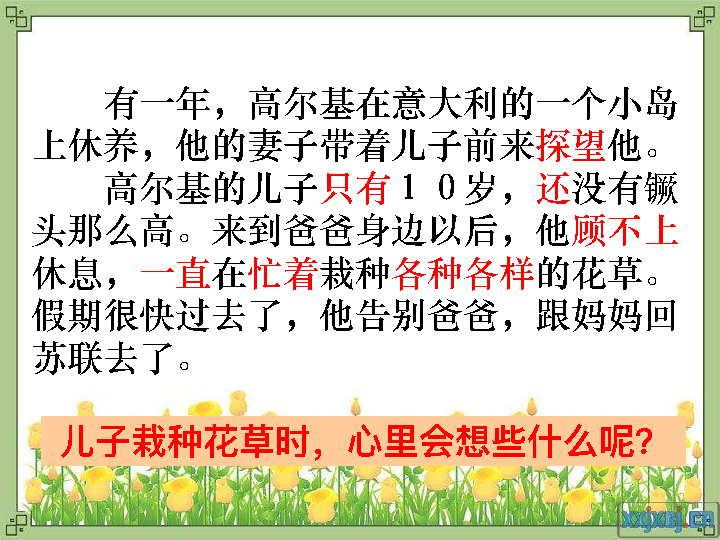 有一年，高尔基在意大利的一个小岛
上休养，他的妻子带着儿子前来探望他。
高尔基的儿子只有１０岁，还没有镢
头那么高。来到爸爸身边以后，他顾不上
休息，一直在忙着栽种各种各样的花草。
假期很快过去了，他告别爸爸，跟妈妈回
苏联去了。
儿子栽种花草时，心里会想些什么呢？
xxjxsj.cn